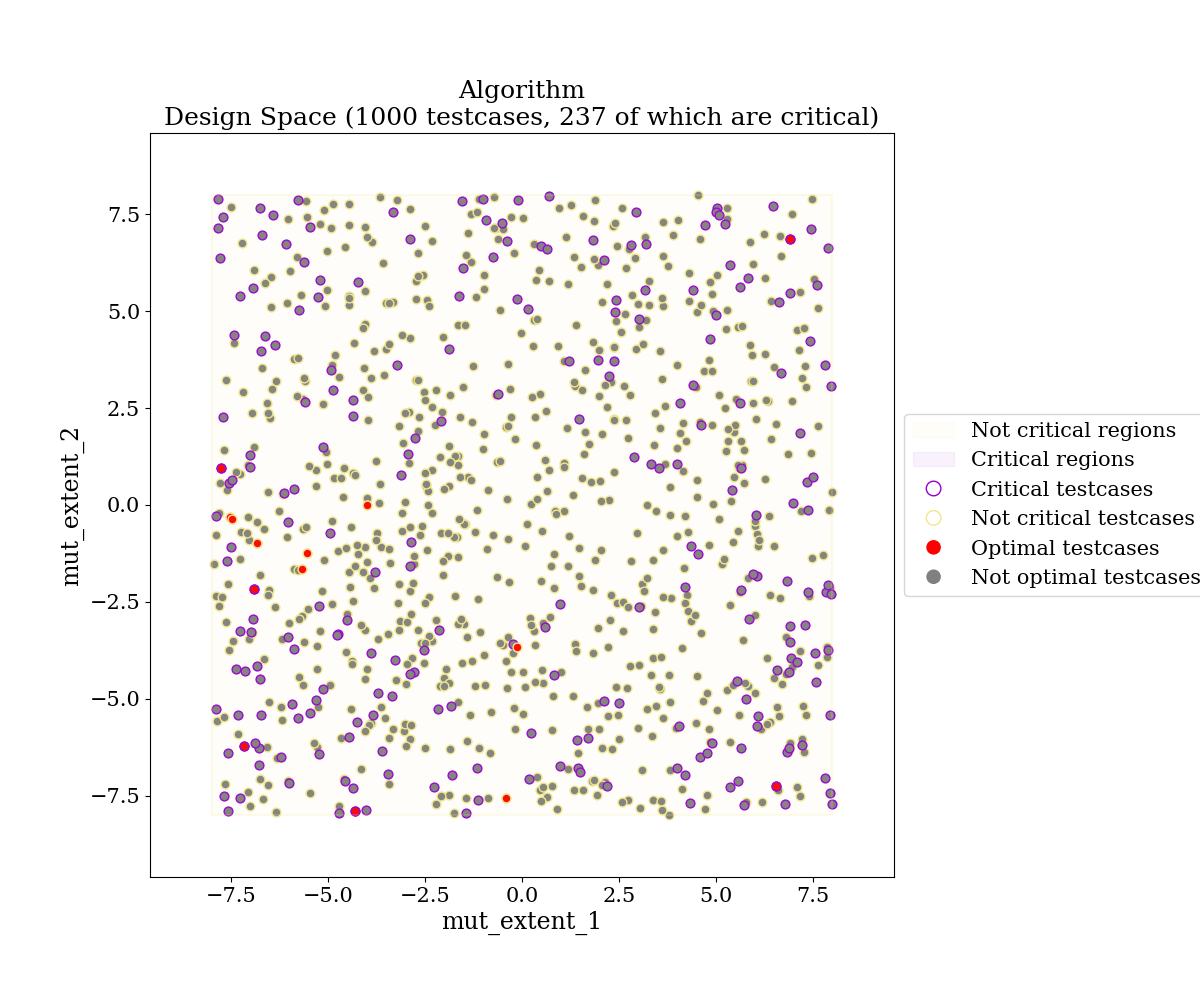 Algorithm
Design Space (1000 testcases, 237 of which are critical)
7.5
5.0
2.5
0.0
−2.5
−5.0
−7.5
mut_extent_2
−7.5
−5.0
−2.5
0.0
2.5
5.0
7.5
mut_extent_1
Not critical regions
Critical regions
Critical testcases
Not critical testcases
Optimal testcases
Not optimal testcases